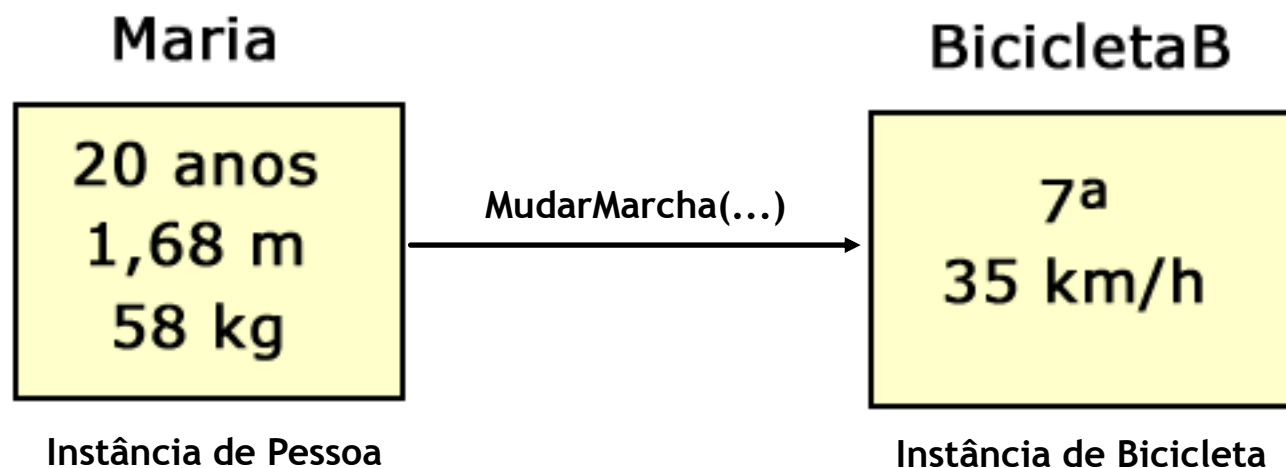 Maria
20 anos
1,68 m
58 kg
Instância de Pessoa
MudarMarcha(...)
BicicletaB
7ª
35 km/h
Instância de Bicicleta